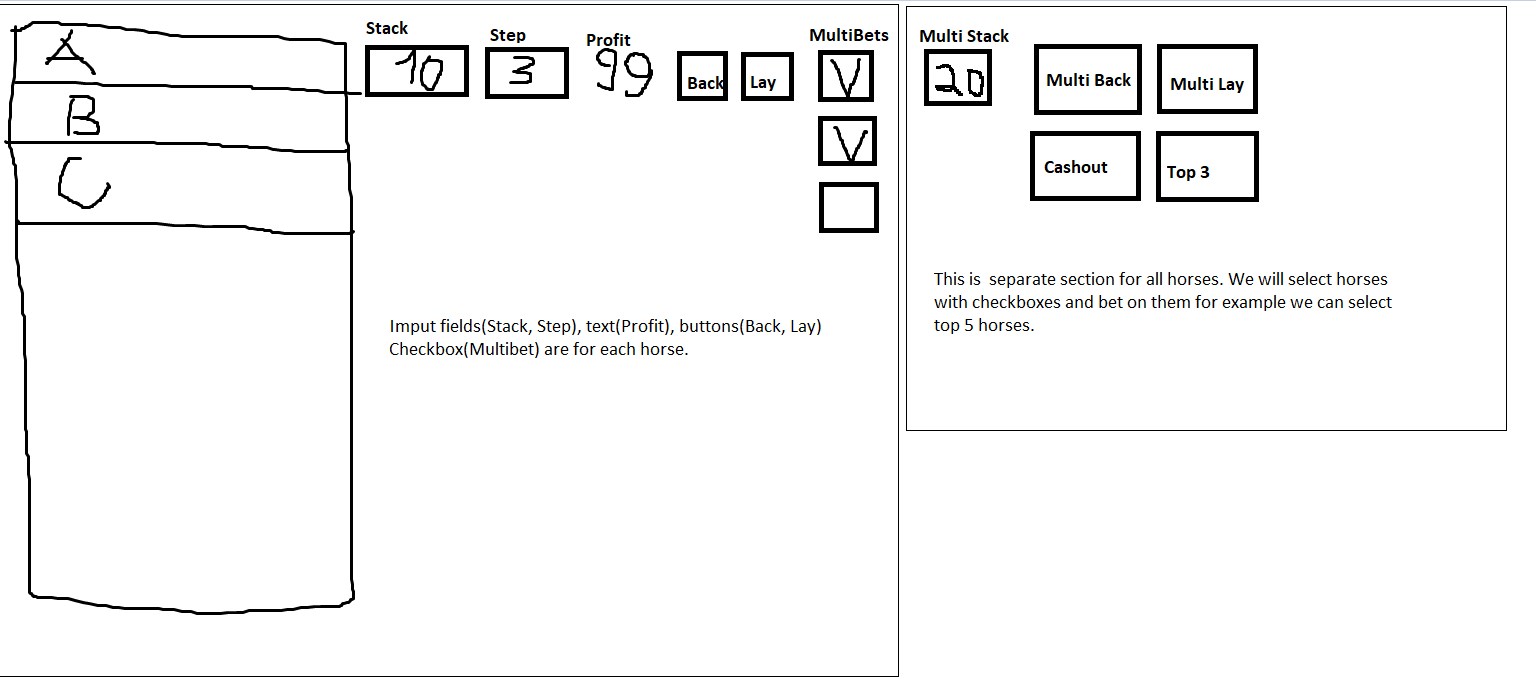 A
B
C
Stack
10
Step
3
Profit
99
Back
Lay
MultiBets
V
V
Imput fields(Stack, Step), text(Profit), buttons(Back, Lay)
Checkbox(Multibet) are for each horse.
Multi Stack
20
Multi Back
Multi Lay
Cashout
Top 3
This is  separate section for all horses. We will select horses
with checkboxes and bet on them for example we can select
top 5 horses.